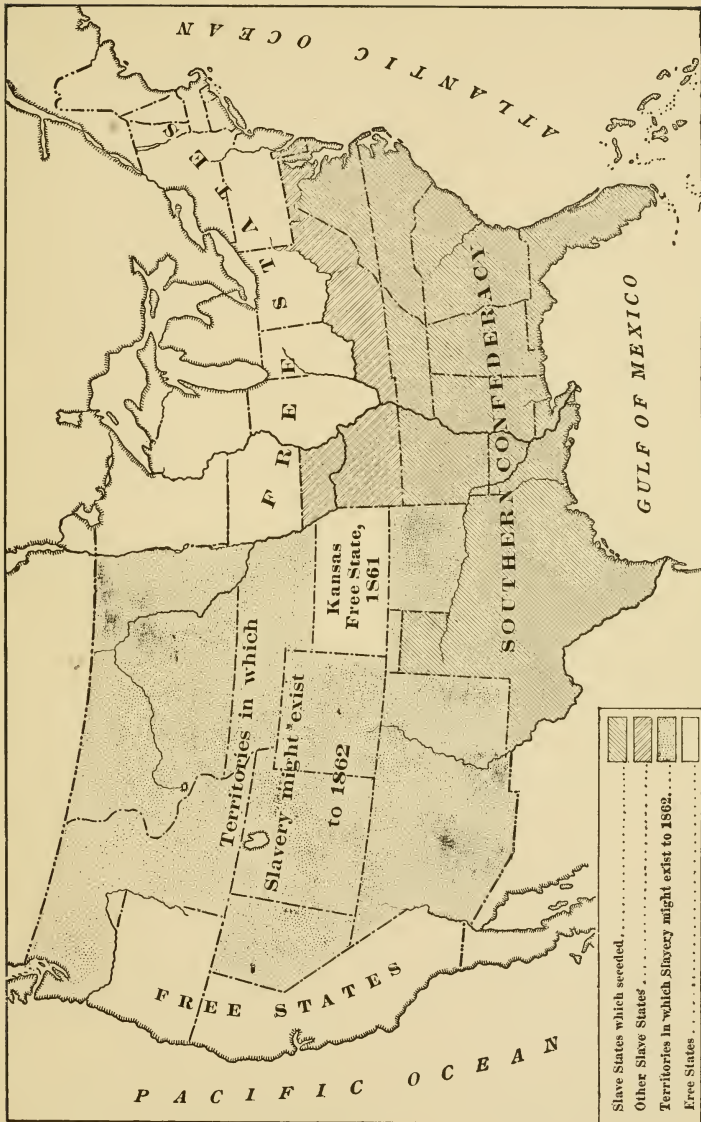 ATLANTIC OCEAN
FREE STATES
Kansas
Free State,
1861
Territories in which
Slavery might exist
to 1862
SOUTHERN CONFEDERACY
GULF OF MEXICO
FREE STATES
PACIFIC OCEAN
Slave States which seceded
Other Slave States
Territories in which Slavery might exist to 1862
Free States